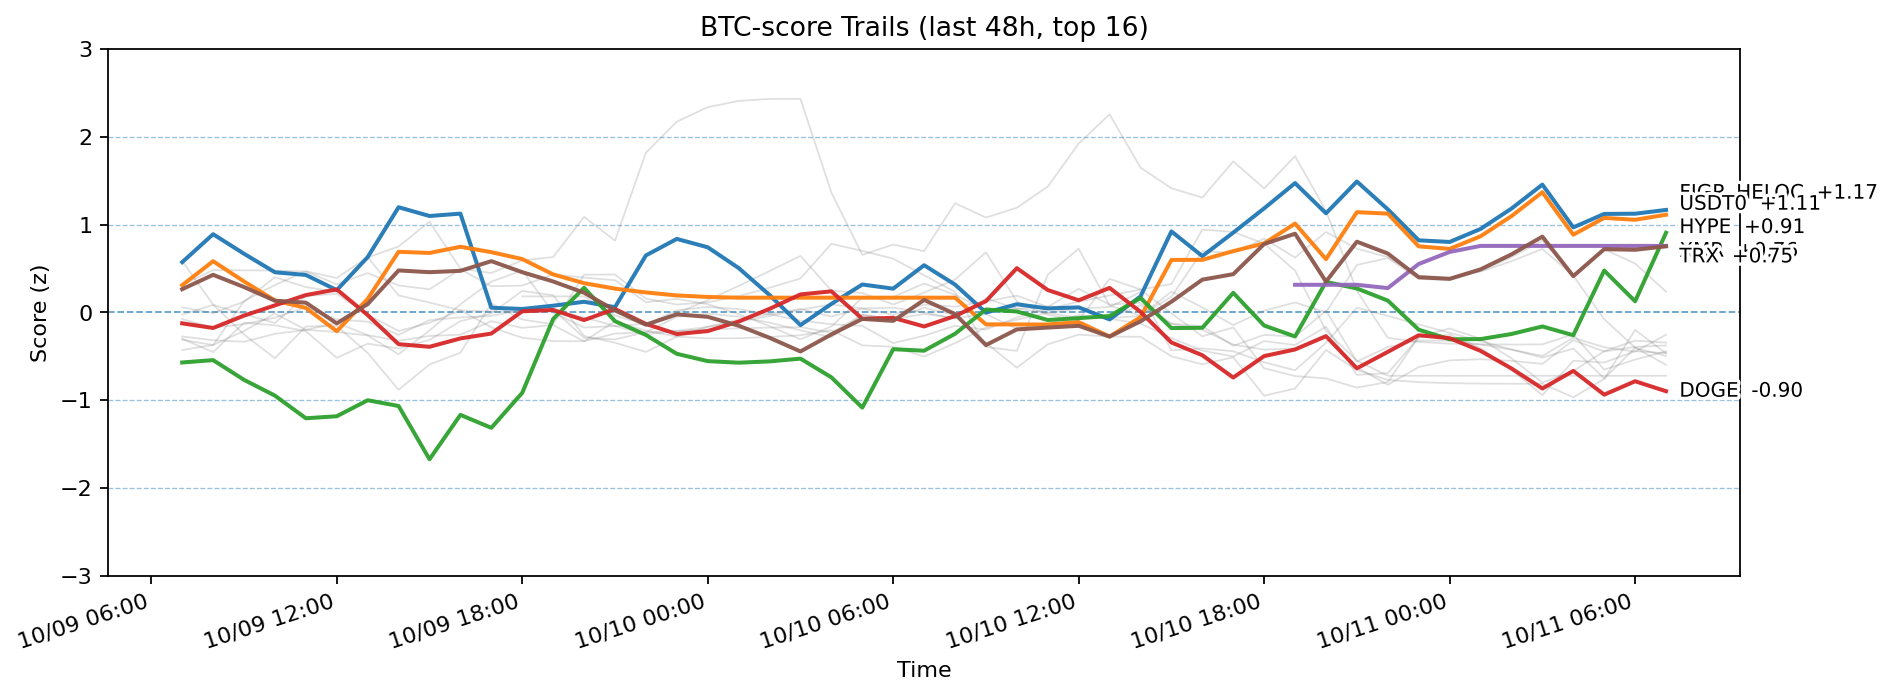 BTC-score Trails (last 48h, top 16)
Score (z)
3
2
1
0
−1
−2
−3
+1.17
USDT0 +1.11
HYPE +0.91
TRX +0.75
DOGE -0.90
10/09 06:00
10/09 12:00
10/09 18:00
10/10 00:00
10/10 06:00
10/10 12:00
10/10 18:00
10/11 00:00
10/11 06:00
Time